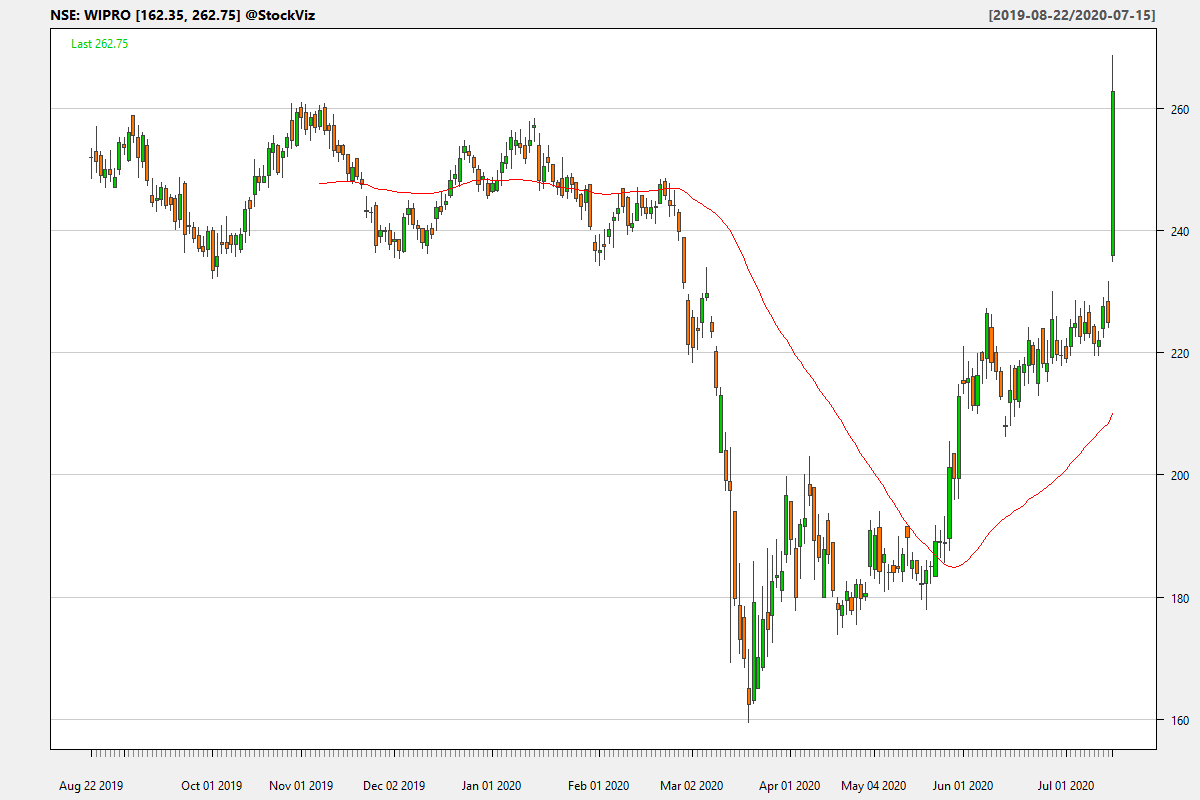 NSE: WIPRO [162.35, 262.75] @StockViz
[2019-08-22/2020-07-15]
Last 262.75
260
240
220
200
180
160
Aug 22 2019 Oct 01 2019 Nov 01 2019 Dec 02 2019 Jan 01 2020 Feb 01 2020 Mar 02 2020 Apr 01 2020 May 04 2020 Jun 01 2020 Jul 01 2020